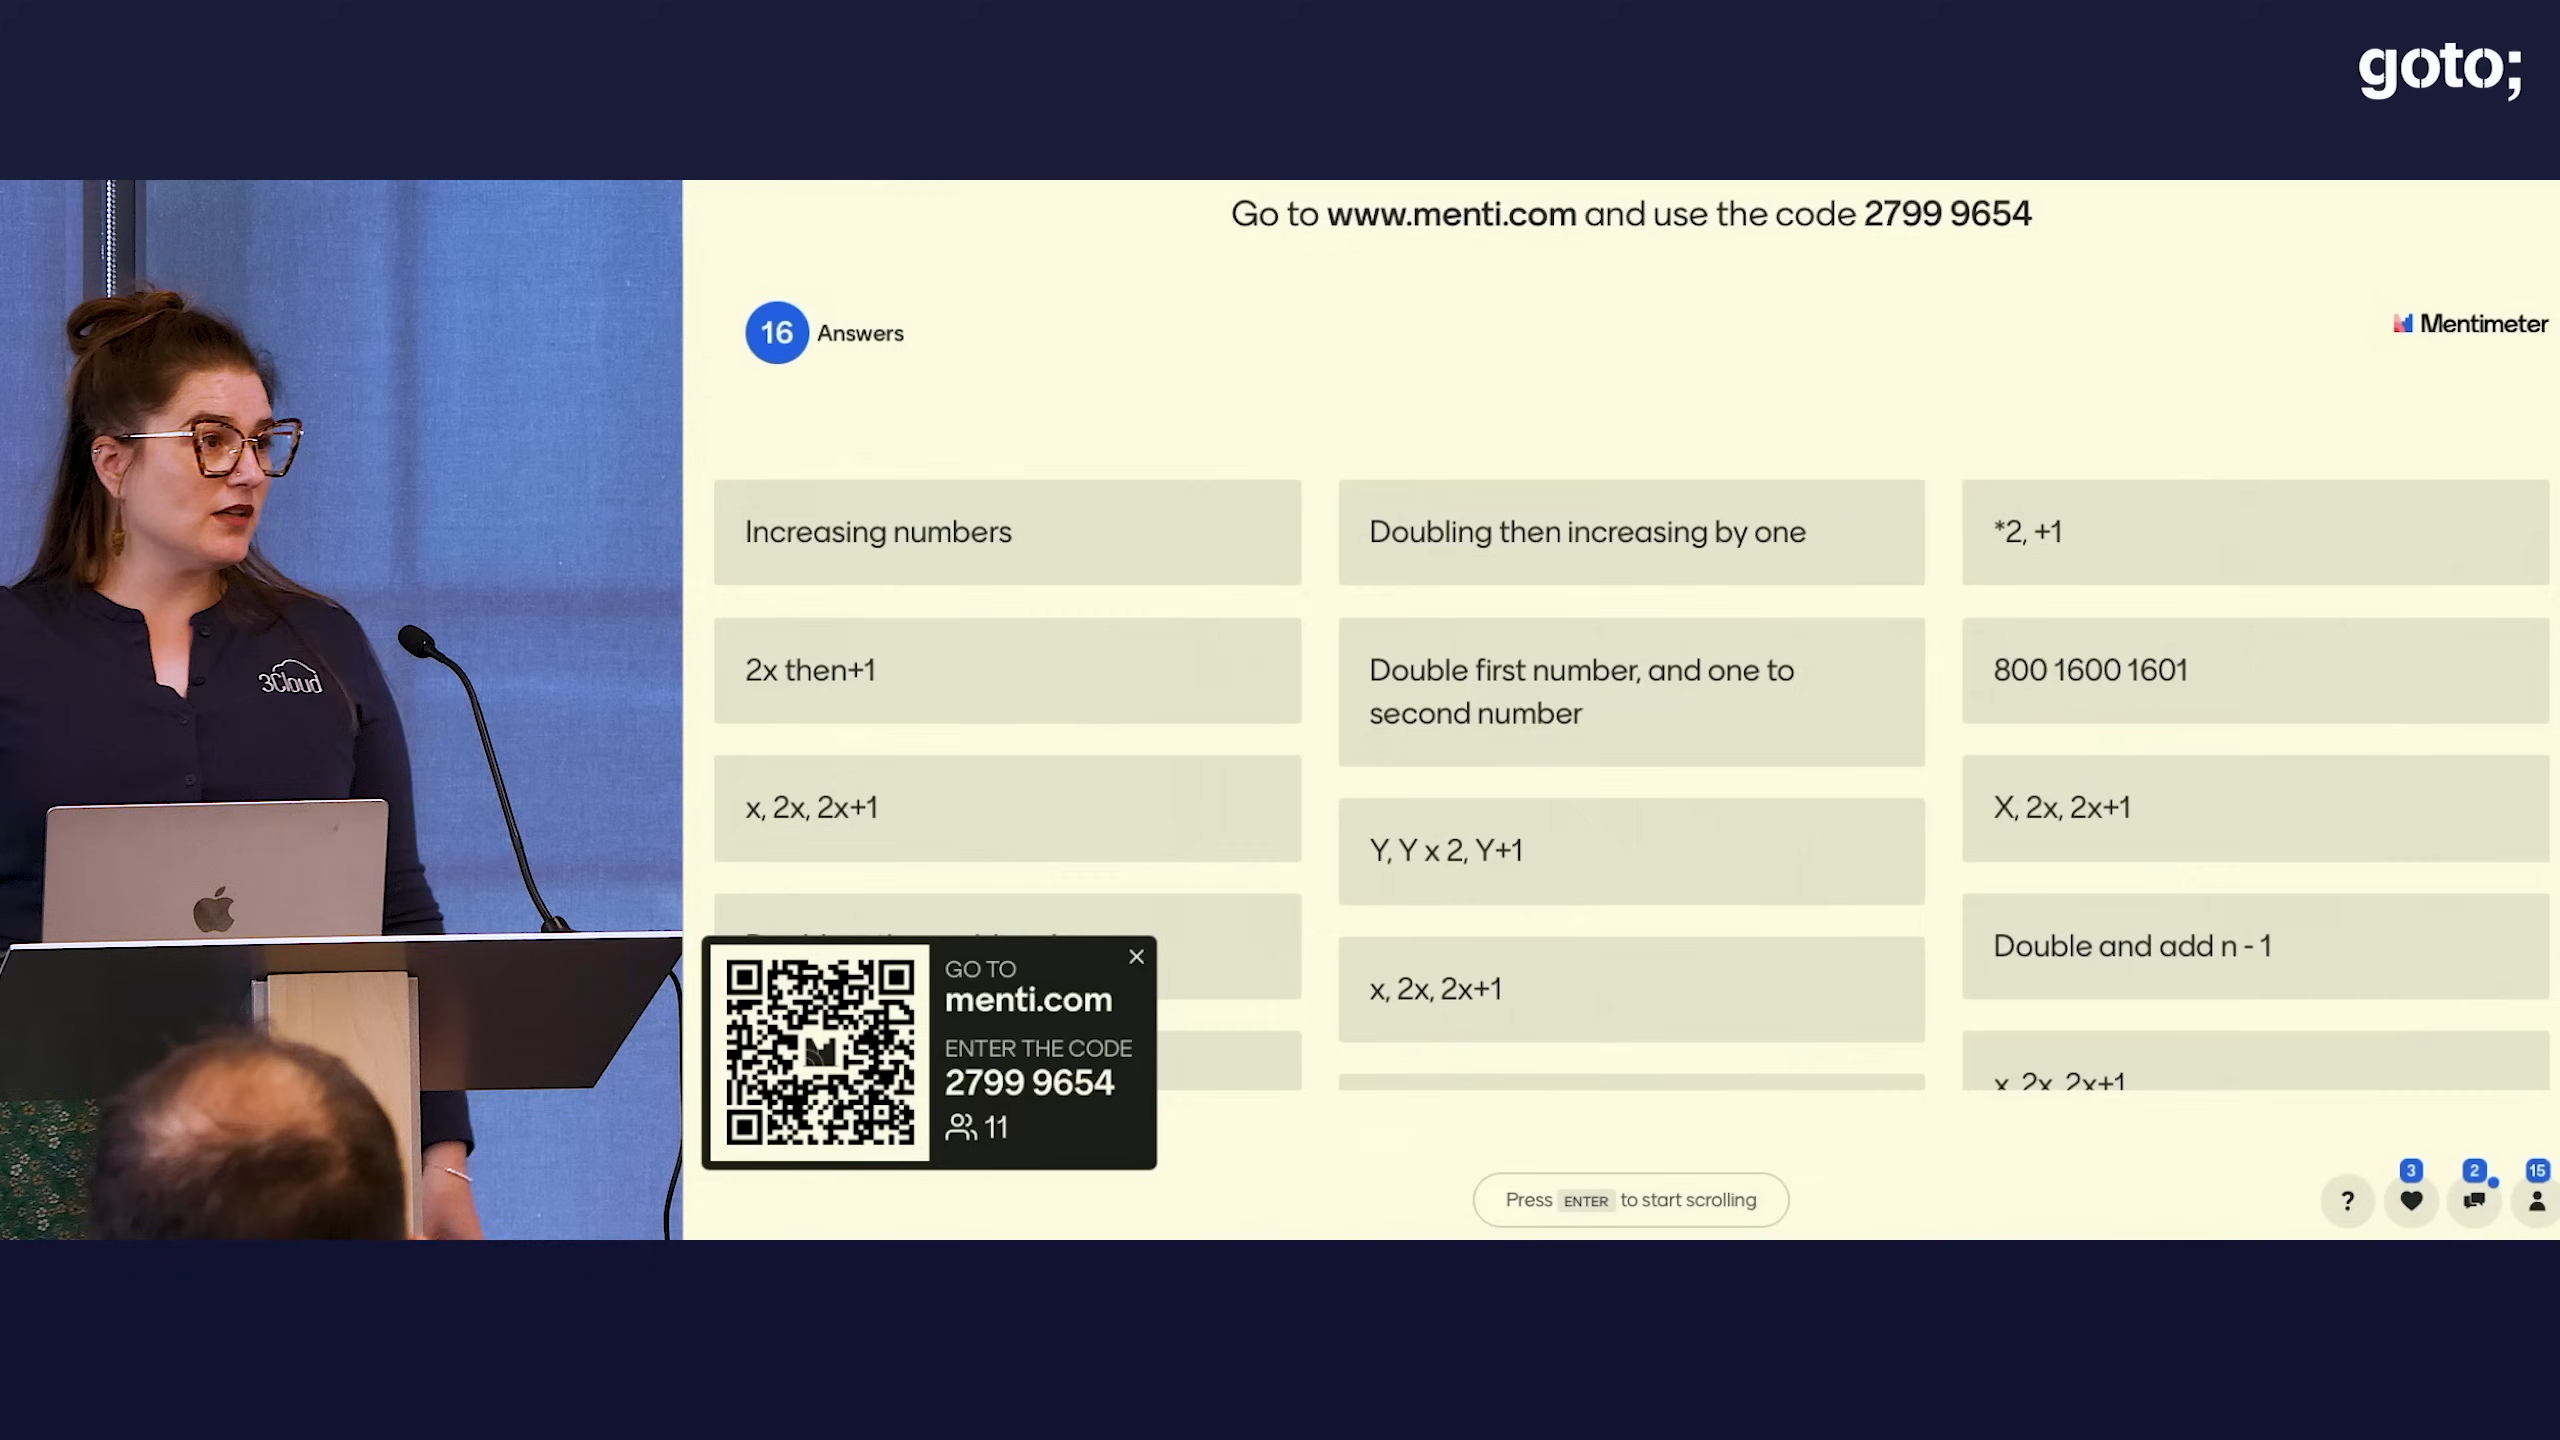 goto;
Go to www.menti.com and use the code 2799 9654
16 Answers
Mentimeter
Increasing numbers
Doubling then increasing by one
*2, +1
2x then+1
Double first number, and one to
second number
800 1600 1601
x, 2x, 2x+1
Y, Y x 2, Y+1
X, 2x, 2x+1
x, 2x, 2x+1
Double and add n - 1
x, 2x, 2x+1
GO TO
menti.com
ENTER THE CODE
2799 9654
11
Press ENTER to start scrolling
?
3
2
15
3Cloud